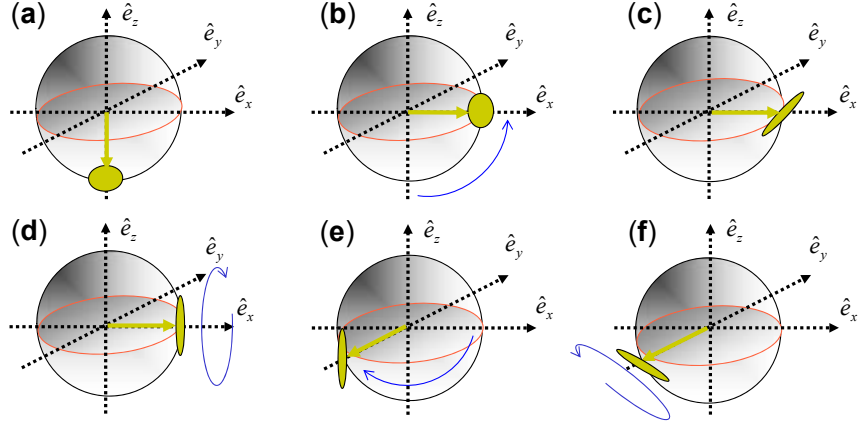 (a) ê_z ê_y ê_x
(b) ê_z ê_y ê_x
(c) ê_z ê_y ê_x
(d) ê_z ê_y ê_x
(e) ê_z ê_y ê_x
(f) ê_z ê_y ê_x